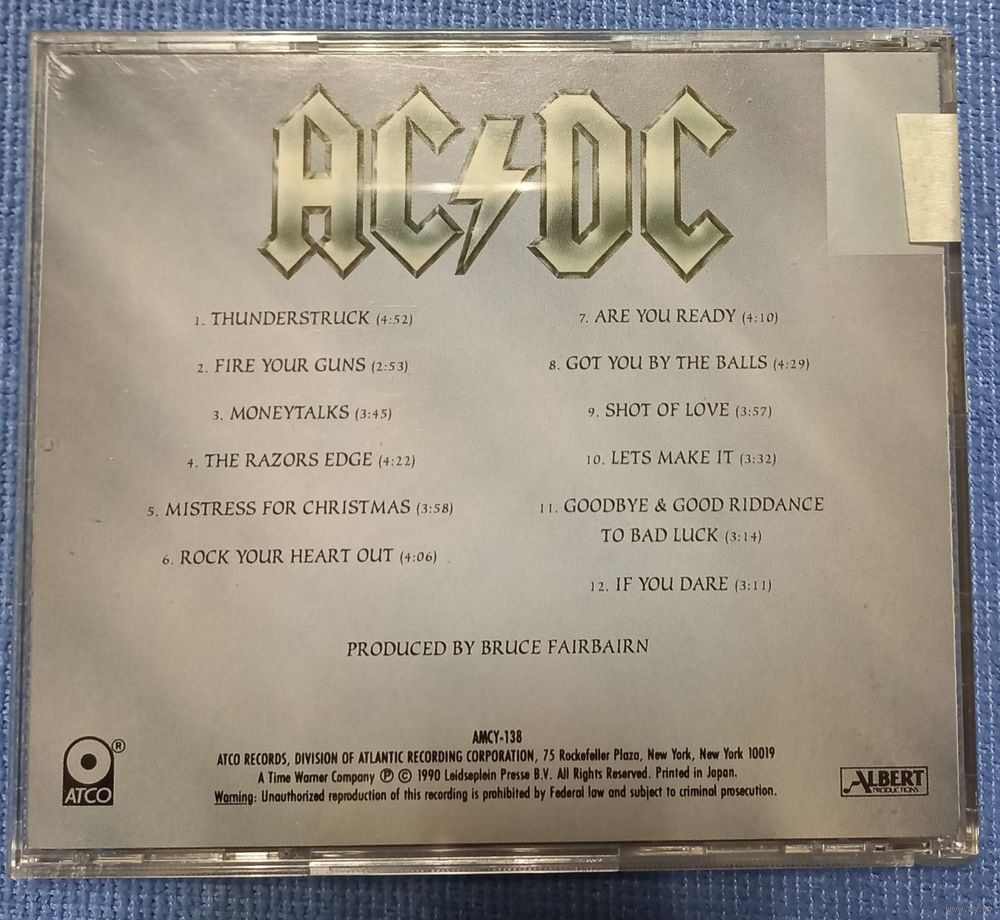 AC⚡DC
1. THUNDERSTRUCK (4:52)
2. FIRE YOUR GUNS (2:53)
3. MONEYTALKS (3:45)
4. THE RAZORS EDGE (4:22)
5. MISTRESS FOR CHRISTMAS (3:58)
6. ROCK YOUR HEART OUT (4:06)
7. ARE YOU READY (4:10)
8. GOT YOU BY THE BALLS (4:29)
9. SHOT OF LOVE (3:57)
10. LETS MAKE IT (3:32)
11. GOODBYE & GOOD RIDDANCE
TO BAD LUCK (3:14)
12. IF YOU DARE (3:11)
PRODUCED BY BRUCE FAIRBAIRN
AMCY-138
ATCO RECORDS, DIVISION OF ATLANTIC RECORDING CORPORATION, 75 Rockefeller Plaza, New York, New York 10019
A Time Warner Company ℗ © 1990 Leidseplein Presse B.V. All Rights Reserved. Printed in Japan.
Warning: Unauthorized reproduction of this recording is prohibited by Federal law and subject to criminal prosecution.
ATCO ®
ALBERT
PRODUCTIONS